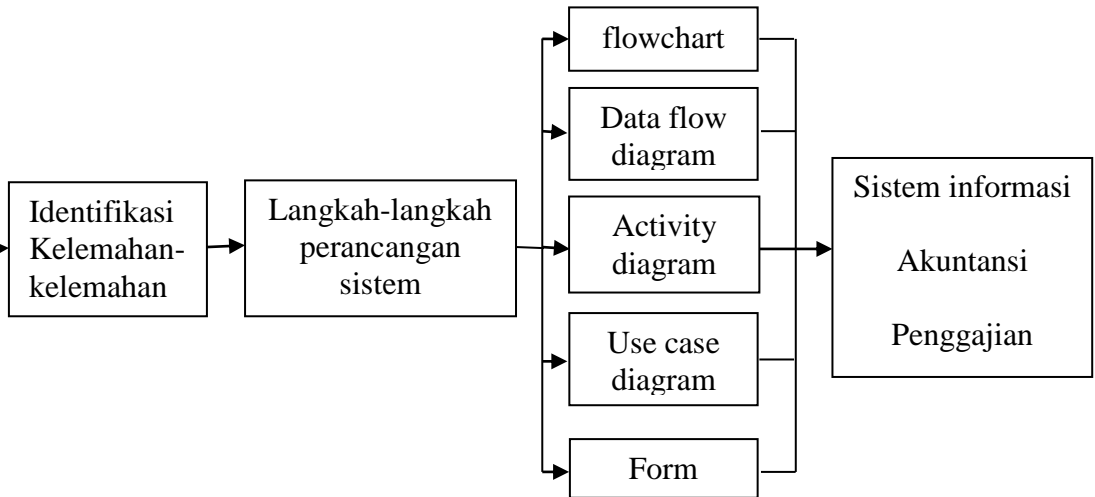 Identifikasi
Kelemahan-
kelemahan
Langkah-langkah
perancangan
sistem
flowchart
Data flow
diagram
Activity
diagram
Use case
diagram
Form
Sistem informasi
Akuntansi
Penggajian